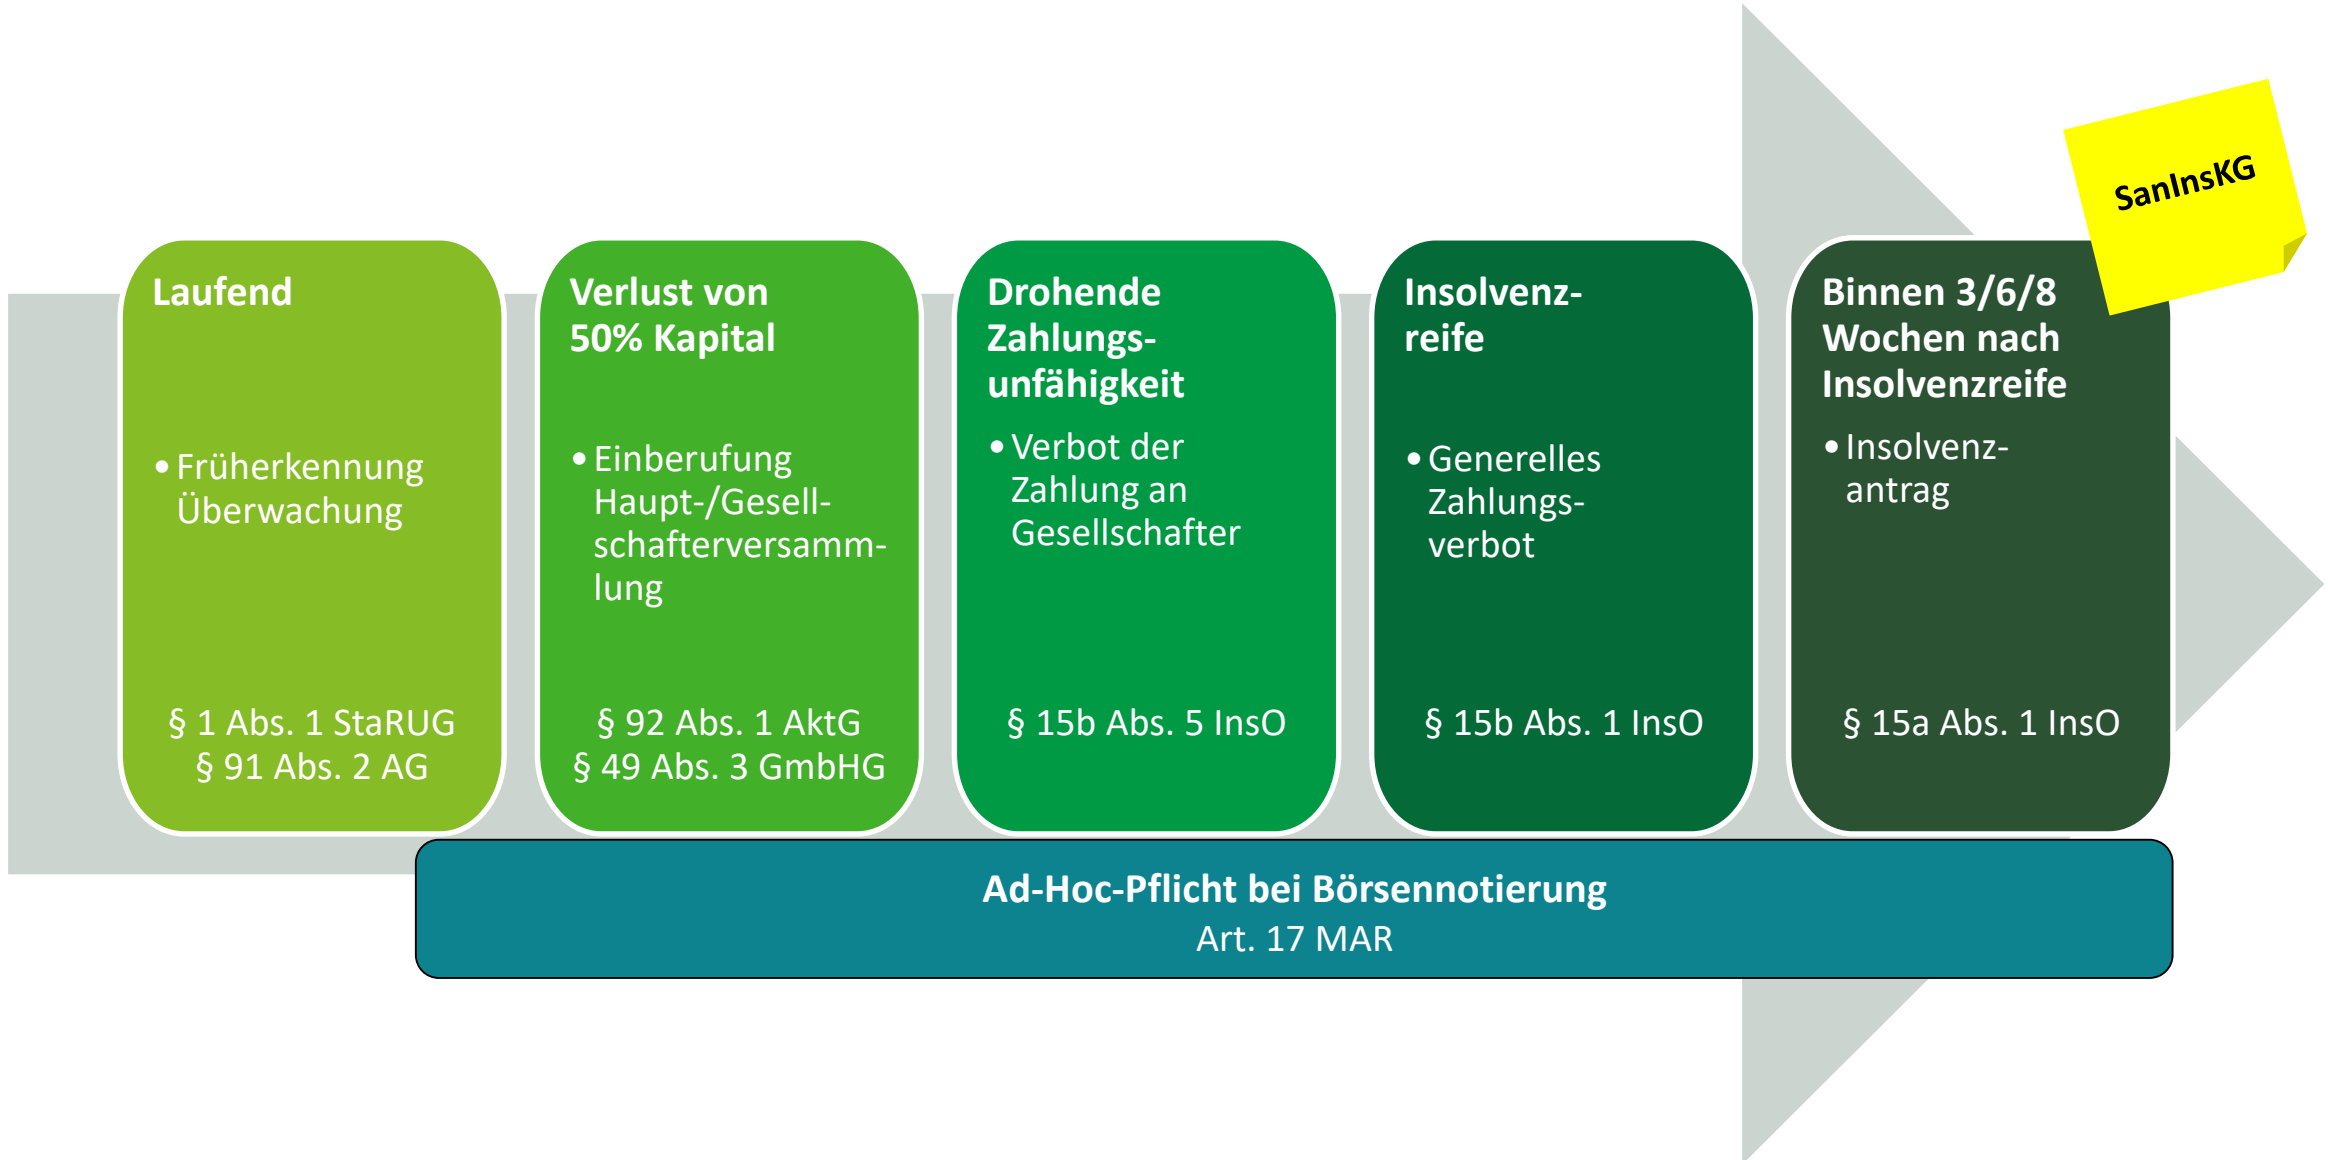 SanInsKG
Laufend
• Früherkennung
Überwachung
§ 1 Abs. 1 StaRUG
§ 91 Abs. 2 AG
Verlust von
50% Kapital
• Einberufung
Haupt-/Gesell-
schafterversamm-
lung
§ 92 Abs. 1 AktG
§ 49 Abs. 3 GmbHG
Drohende
Zahlungs-
unfähigkeit
• Verbot der
Zahlung an
Gesellschafter
§ 15b Abs. 5 InsO
Insolvenz-
reife
• Generelles
Zahlungs-
verbot
§ 15b Abs. 1 InsO
Binnen 3/6/8
Wochen nach
Insolvenzreife
• Insolvenz-
antrag
§ 15a Abs. 1 InsO
Ad-Hoc-Pflicht bei Börsennotierung
Art. 17 MAR